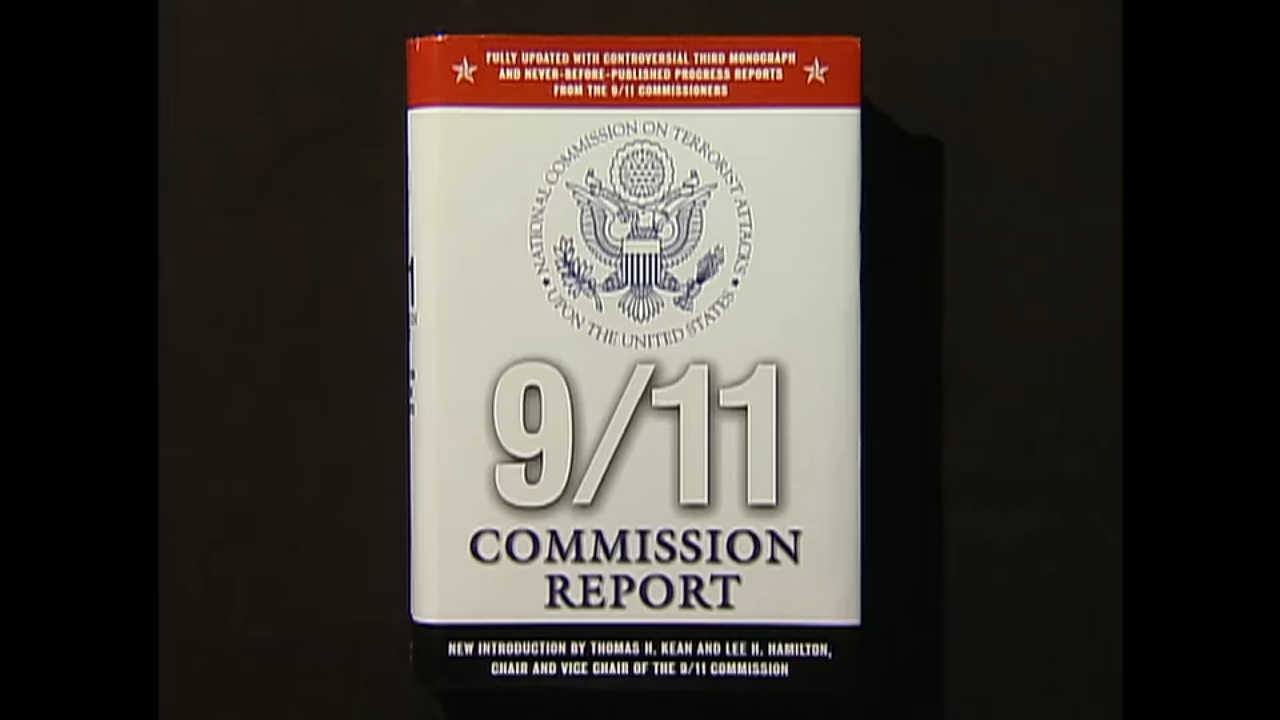 FULLY UPDATED WITH CONTROVERSIAL THIRD MONOGRAPH
AND NEVER-BEFORE-PUBLISHED PROGRESS REPORTS
FROM THE 9/11 COMMISSIONERS
NATIONAL COMMISSION ON TERRORIST ATTACKS
UPON THE UNITED STATES
9/11
COMMISSION
REPORT
NEW INTRODUCTION BY THOMAS H. KEAN AND LEE H. HAMILTON,
CHAIR AND VICE CHAIR OF THE 9/11 COMMISSION